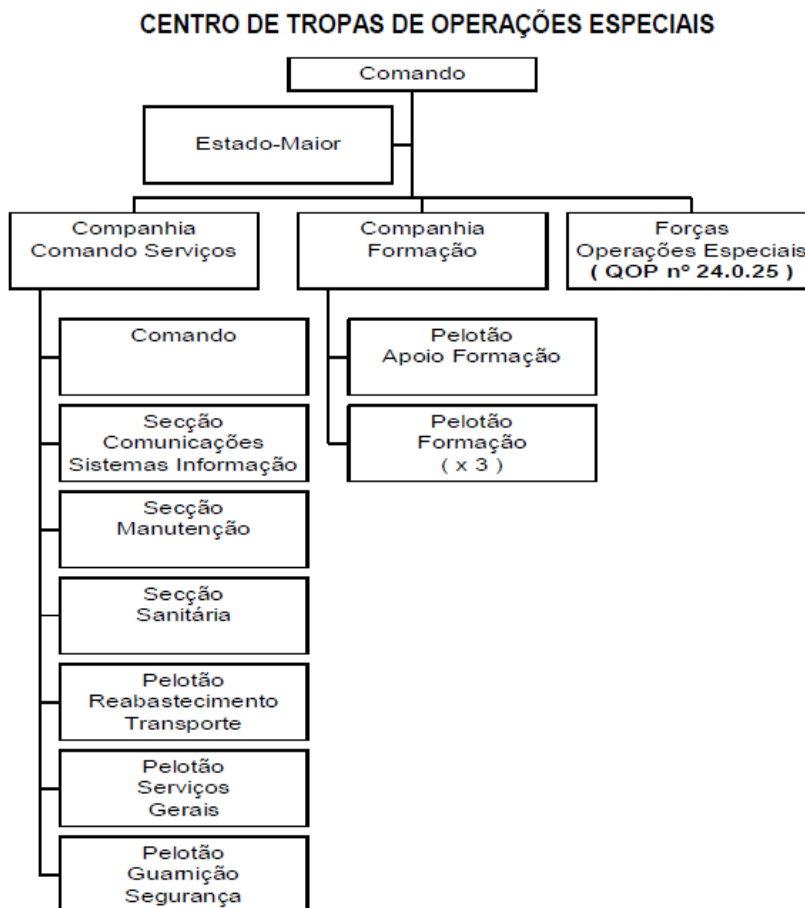 CENTRO DE TROPAS DE OPERAÇÕES ESPECIAIS
Comando
Estado-Maior
Companhia
Comando Serviços
Companhia
Formação
Forças
Operações Especiais
( QOP nº 24.0.25 )
Comando
Secção
Comunicações
Sistemas Informação
Secção
Manutenção
Secção
Sanitária
Pelotão
Reabastecimento
Transporte
Pelotão
Serviços
Gerais
Pelotão
Guarnição
Segurança
Pelotão
Apoio Formação
Pelotão
Formação
( x 3 )